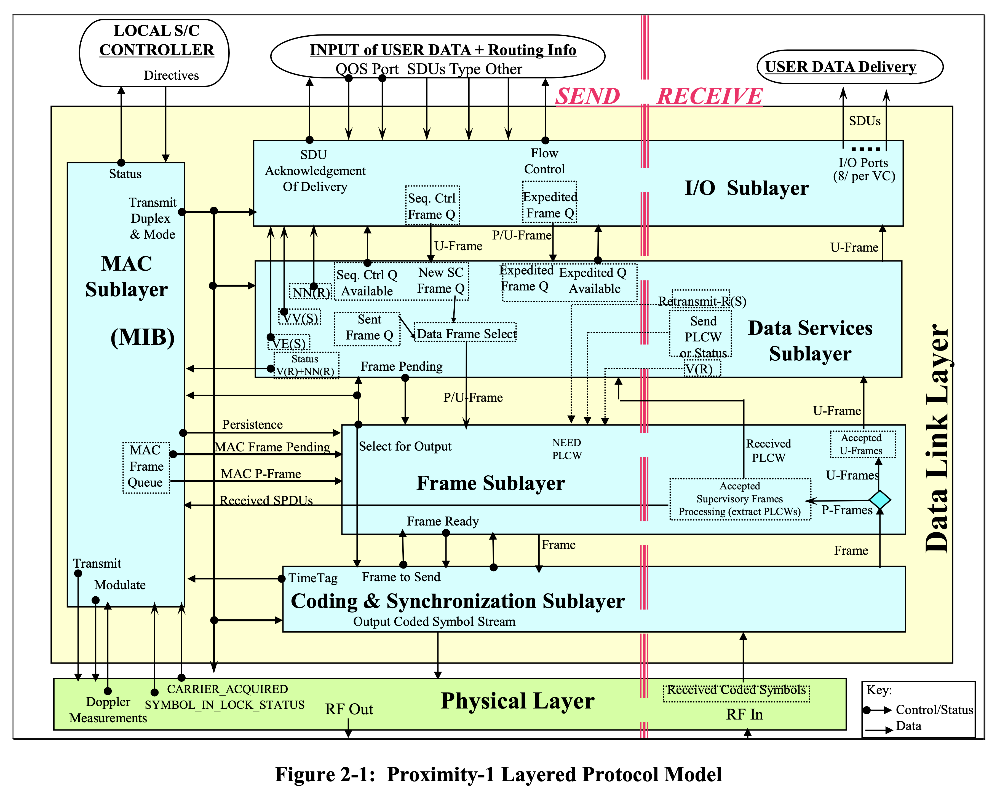 LOCAL S/C
CONTROLLER
Directives
INPUT of USER DATA + Routing Info
QOS Port SDUs Type Other
USER DATA Delivery
SEND RECEIVE
SDUs
Status
SDU
Acknowledgement
Of Delivery
Flow
Control
I/O Ports
(8/ per VC)
I/O Sublayer
Seq. Ctrl
Frame Q
Expedited
Frame Q
Transmit
Duplex
& Mode
U-Frame
P/U-Frame
U-Frame
MAC
Sublayer
(MIB)
NN(R)
Seq. Ctrl Q
Available
New SC
Frame Q
Expedited
Frame Q
Expedited Q
Available
Retransmit-R(S)
VV(S)
Sent
Frame Q
Data Frame Select
Send
PLCW
or Status
Data Services
Sublayer
VE(S)
Status
V(R)+NN(R)
Frame Pending
V(R)
P/U-Frame
U-Frame
Data Link Layer
Persistence
MAC Frame Pending
MAC P-Frame
Received SPDUs
MAC
Frame
Queue
Select for Output
NEED
PLCW
Received
PLCW
Accepted
U-Frames
U-Frames
Frame Sublayer
Accepted
Supervisory Frames
Processing (extract PLCWs)
P-Frames
Frame Ready
Frame
Frame
Transmit
Modulate
TimeTag
Frame to Send
Coding & Synchronization Sublayer
Output Coded Symbol Stream
CARRIER_ACQUIRED
SYMBOL_IN_LOCK_STATUS
Doppler
Measurements
RF Out
Physical Layer
Received Coded Symbols
RF In
Key:
Control/Status
Data
Figure 2-1: Proximity-1 Layered Protocol Model